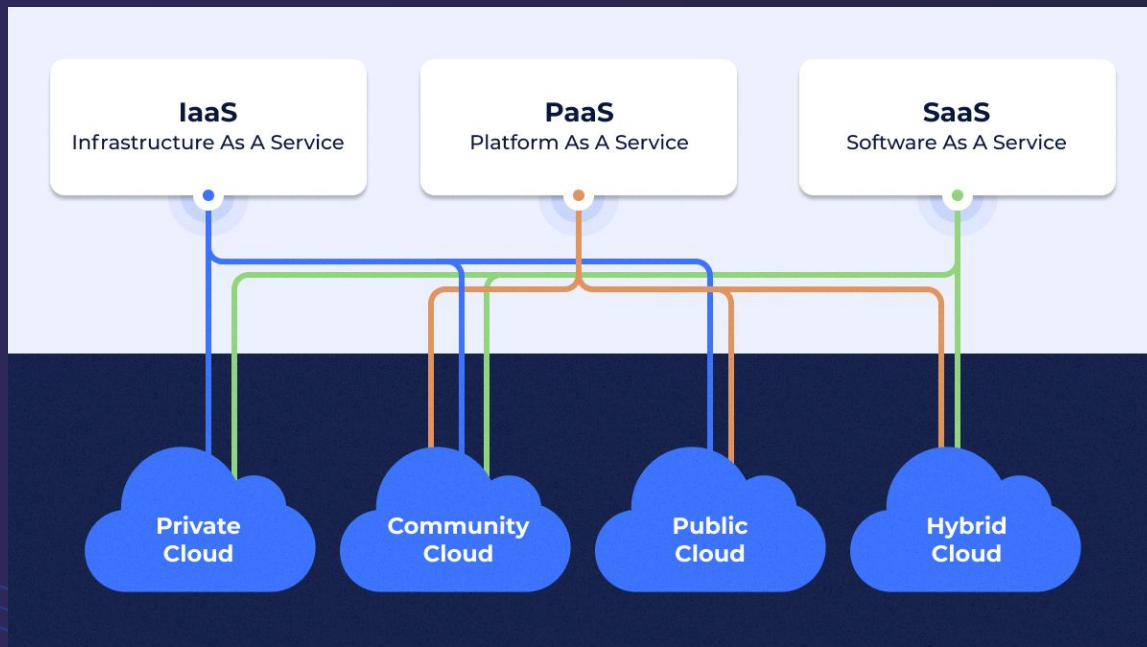 IaaS
Infrastructure As A Service
PaaS
Platform As A Service
SaaS
Software As A Service
Private
Cloud
Community
Cloud
Public
Cloud
Hybrid
Cloud